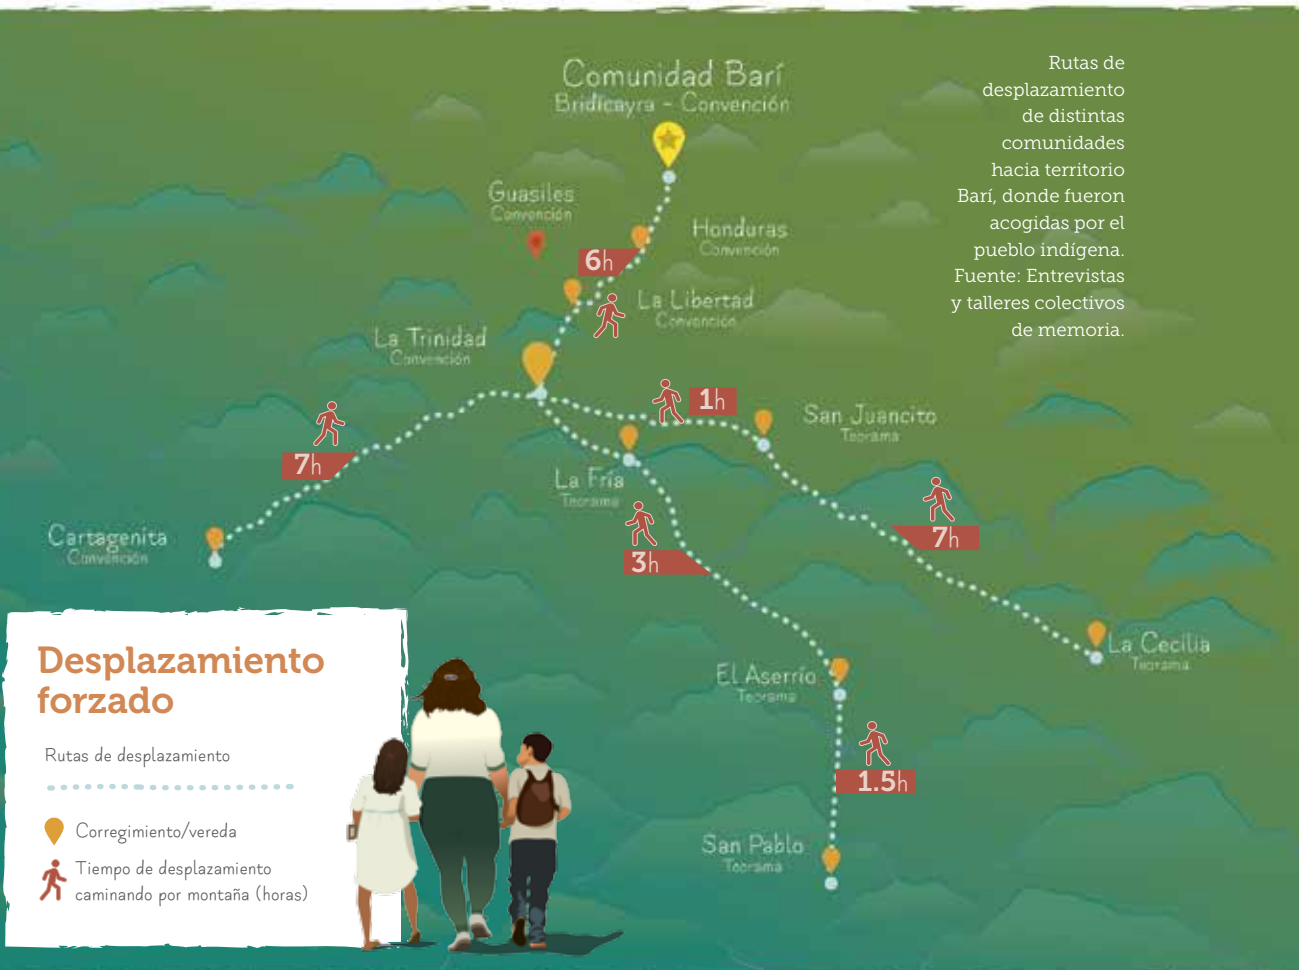 Comunidad Barí
Bridicayra - Convención
Rutas de
desplazamiento
de distintas
comunidades
hacia territorio
Barí, donde fueron
acogidas por el
pueblo indígena.
Fuente: Entrevistas
y talleres colectivos
de memoria.
Guasiles
Convención
Honduras
Convención
6h
La Libertad
Convención
La Trinidad
Convención
1h
San Juancito
Teorama
7h
La Fría
Teorama
7h
3h
Cartagenita
Convención
La Cecilia
Teorama
El Aserrío
Teorama
1.5h
San Pablo
Teorama
Desplazamiento
forzado
Rutas de desplazamiento
Corregimiento/vereda
Tiempo de desplazamiento
caminando por montaña (horas)